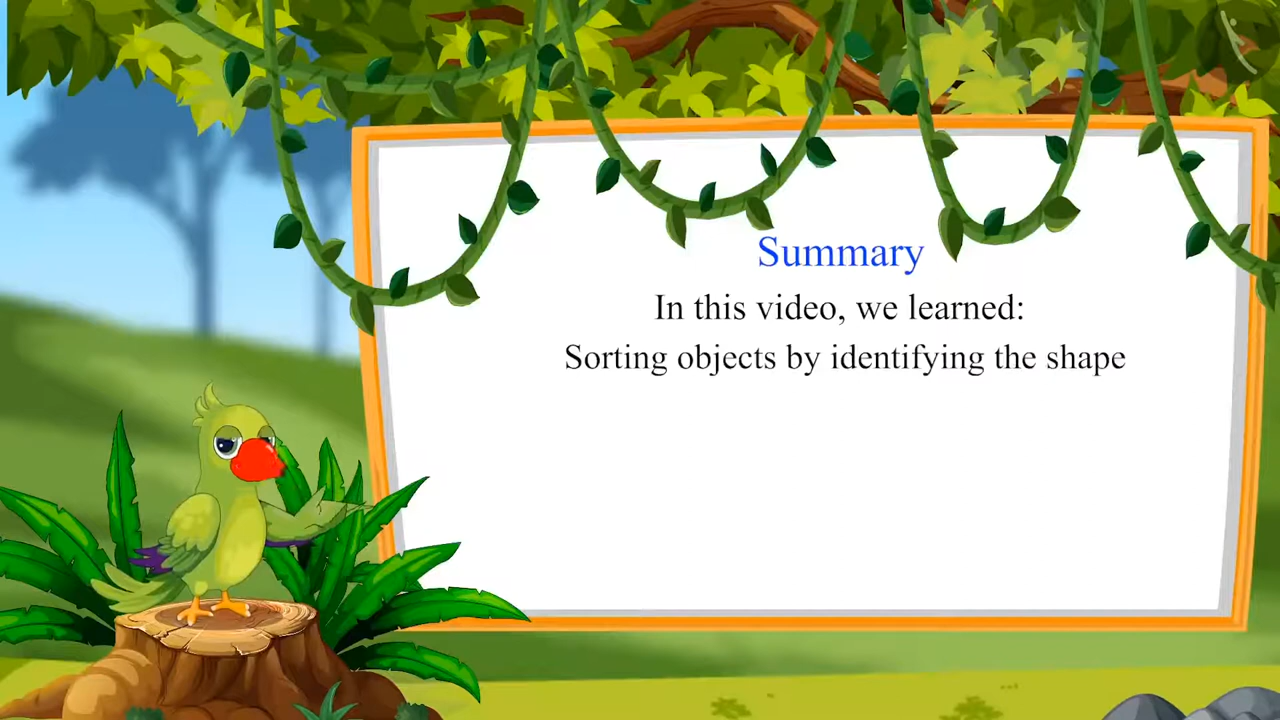 Summary
In this video, we learned:
Sorting objects by identifying the shape